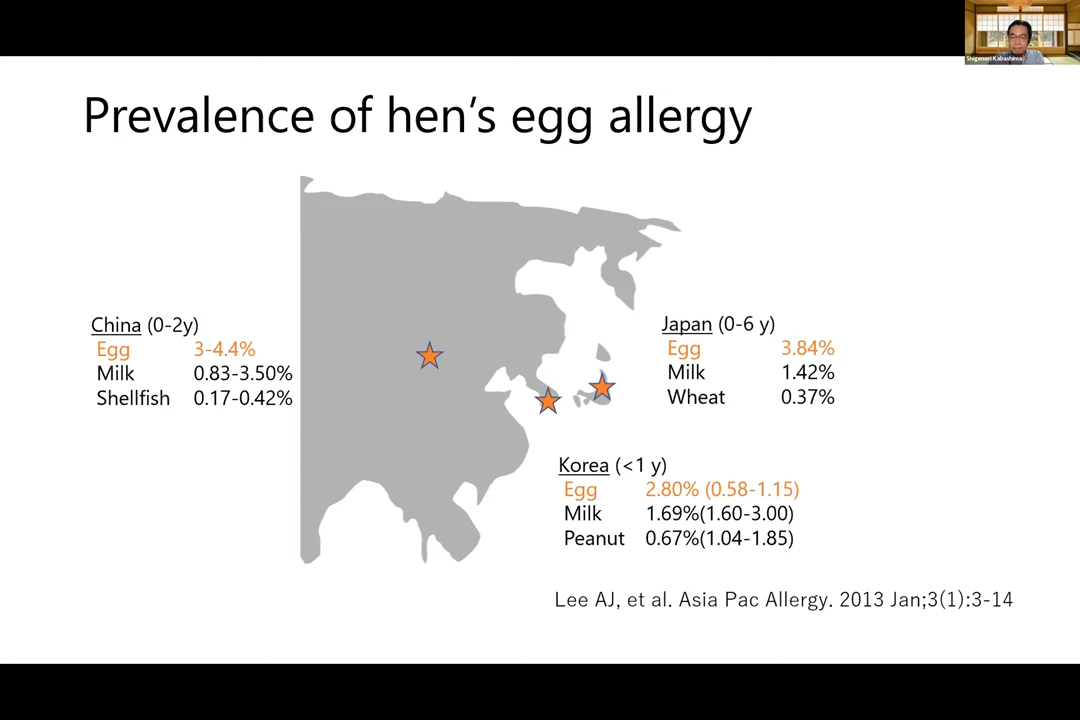 Shigenori Kabashima
Prevalence of hen's egg allergy
China (0-2y)
Egg 3-4.4%
Milk 0.83-3.50%
Shellfish 0.17-0.42%
Japan (0-6 y)
Egg 3.84%
Milk 1.42%
Wheat 0.37%
Korea (<1 y)
Egg 2.80% (0.58-1.15)
Milk 1.69%(1.60-3.00)
Peanut 0.67%(1.04-1.85)
Lee AJ, et al. Asia Pac Allergy. 2013 Jan;3(1):3-14